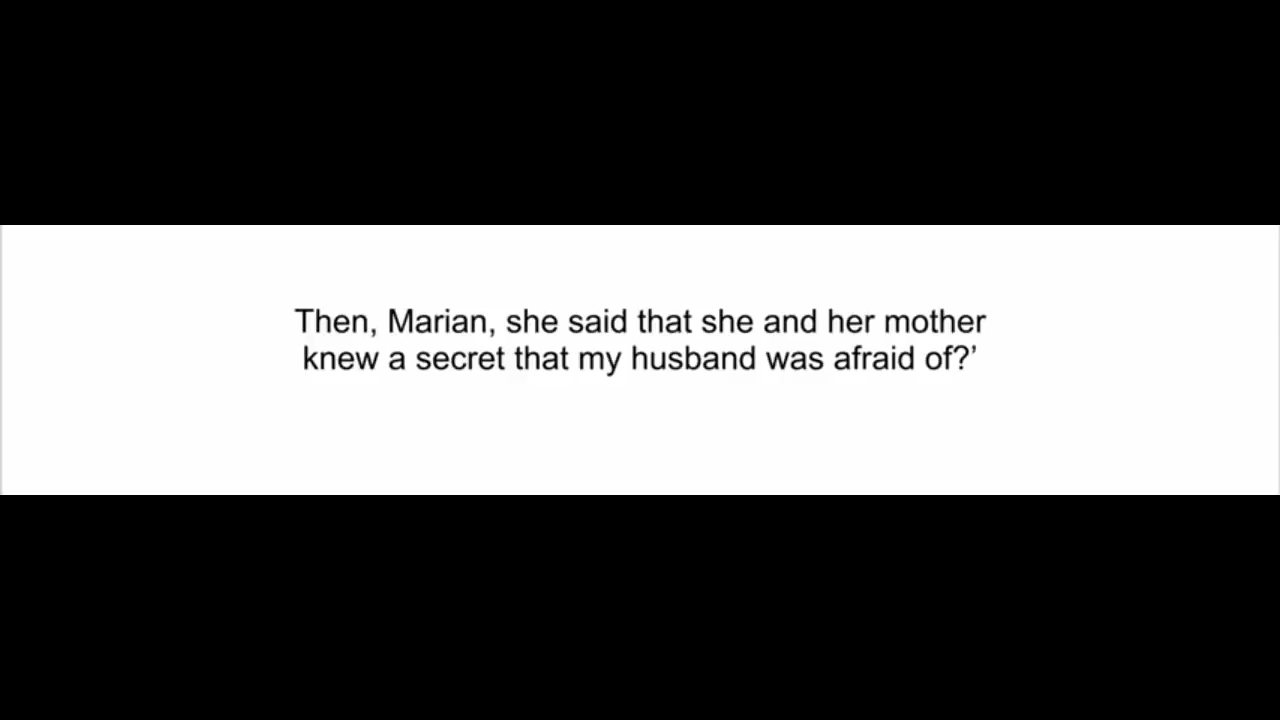 Then, Marian, she said that she and her mother
knew a secret that my husband was afraid of?’